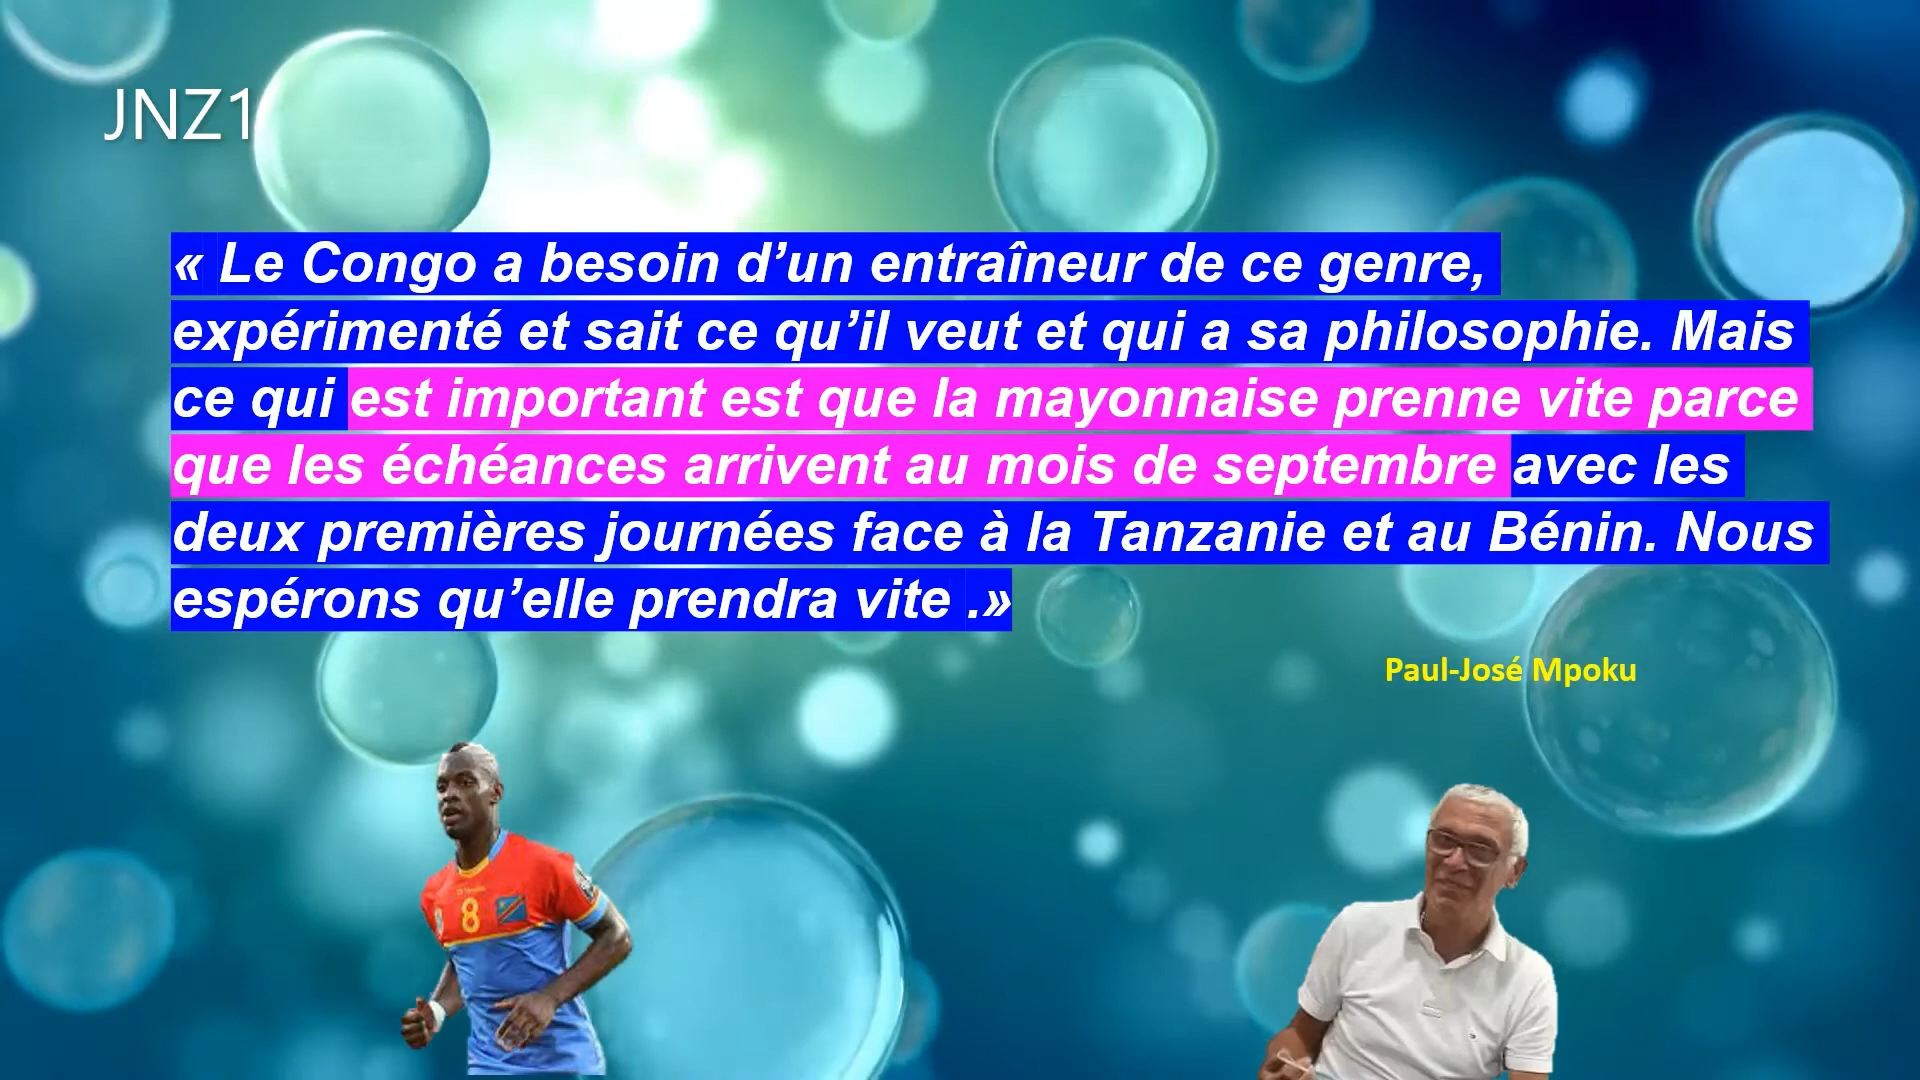 JNZ1
« Le Congo a besoin d’un entraîneur de ce genre,
expérimenté et sait ce qu’il veut et qui a sa philosophie. Mais
ce qui est important est que la mayonnaise prenne vite parce
que les échéances arrivent au mois de septembre avec les
deux premières journées face à la Tanzanie et au Bénin. Nous
espérons qu’elle prendra vite .»
Paul-José Mpoku
8